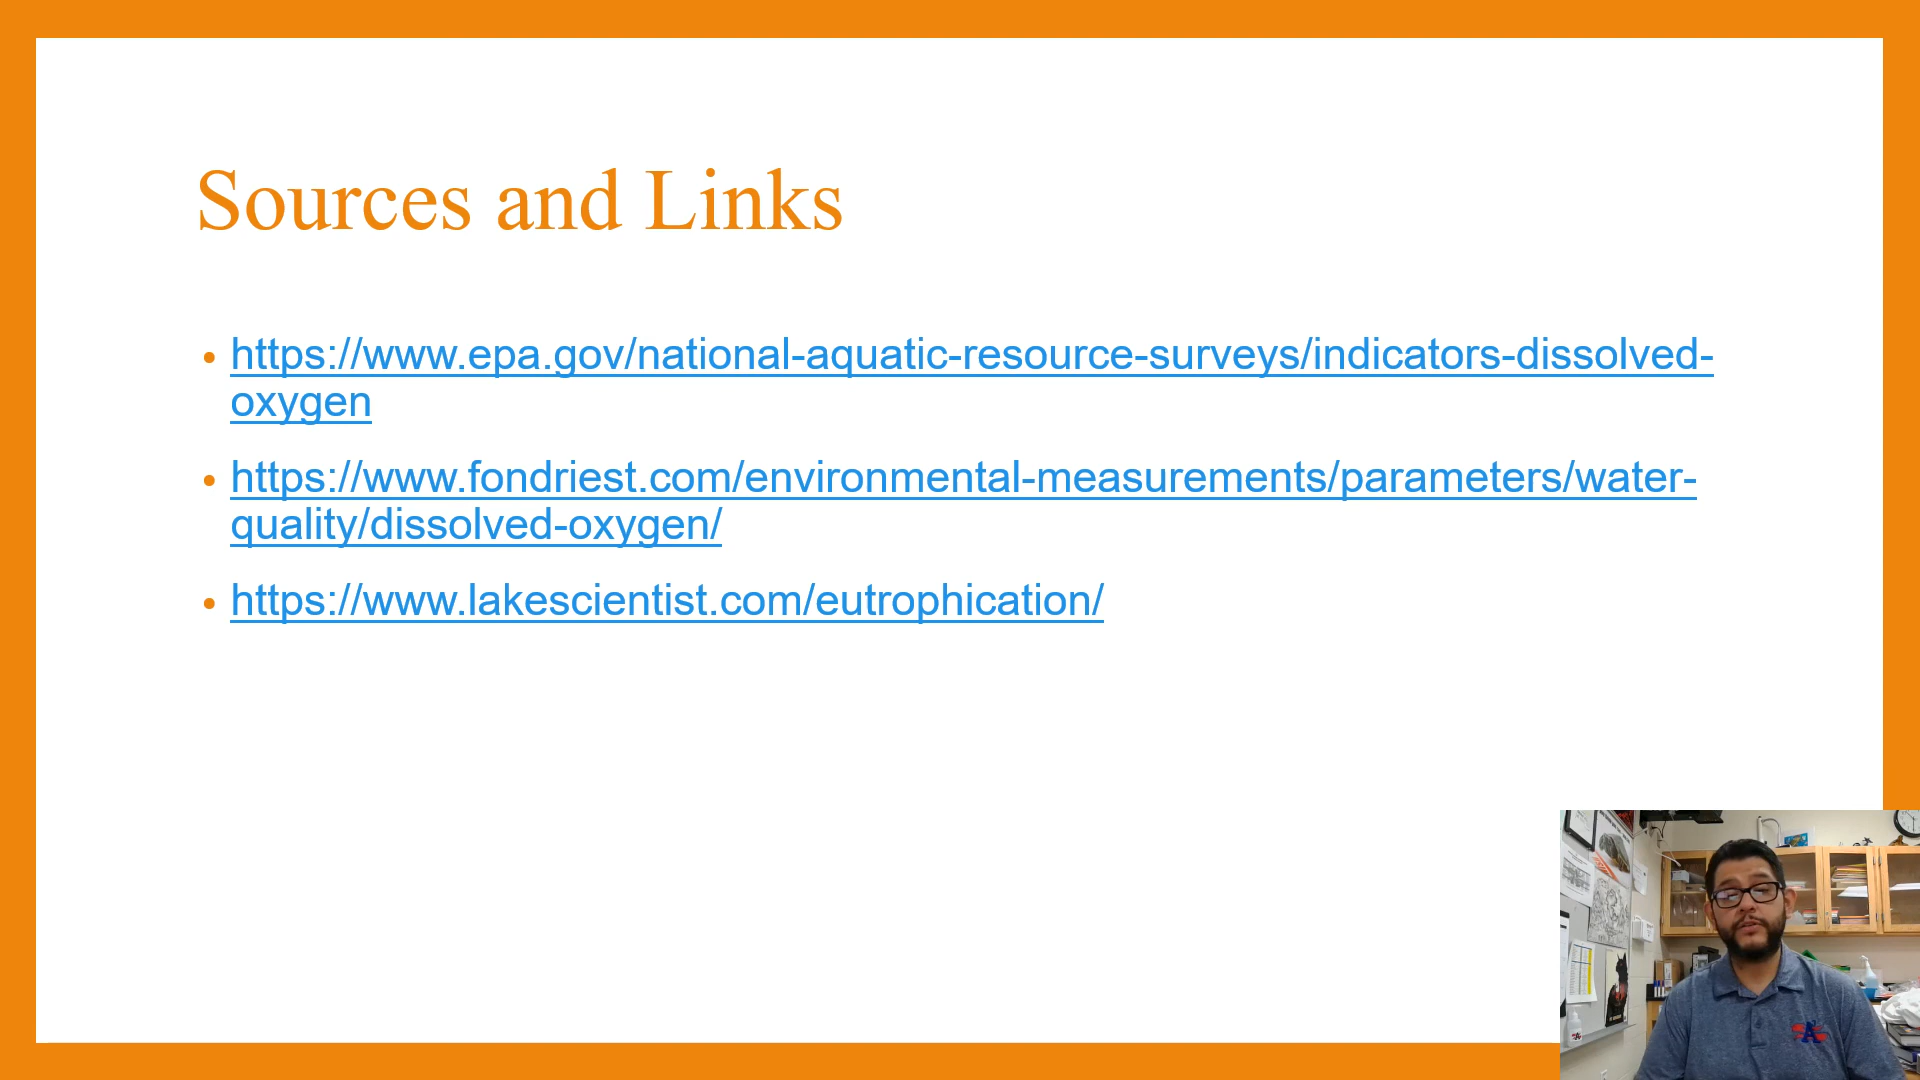 Sources and Links
• https://www.epa.gov/national-aquatic-resource-surveys/indicators-dissolved-
oxygen
• https://www.fondriest.com/environmental-measurements/parameters/water-
quality/dissolved-oxygen/
• https://www.lakescientist.com/eutrophication/